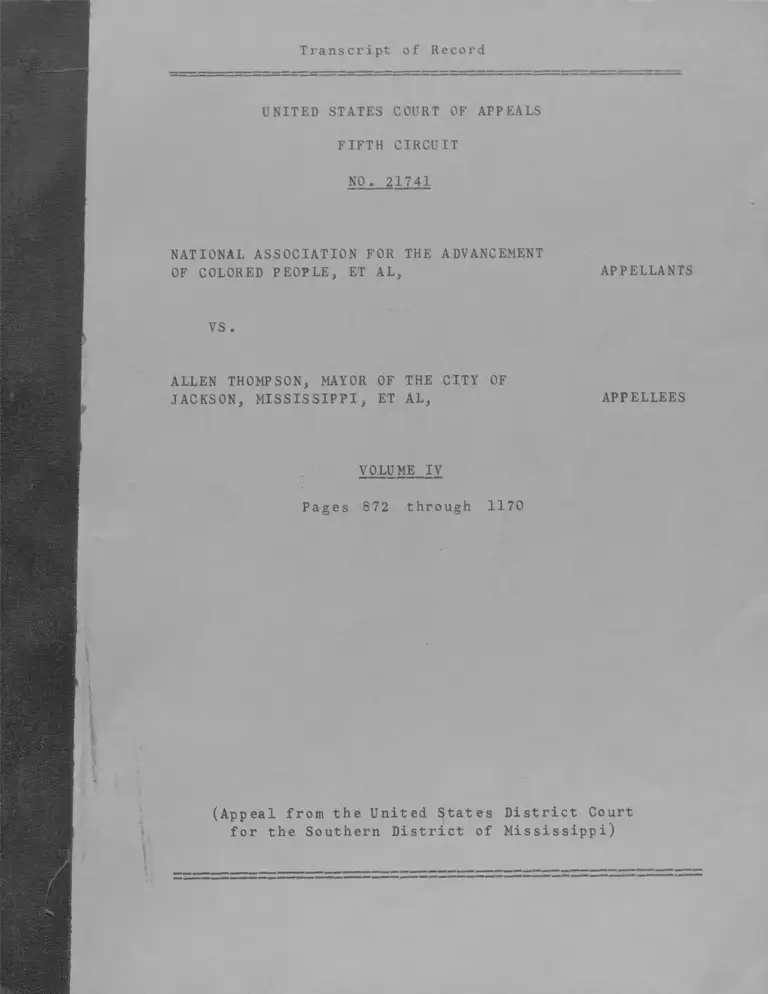 Transcript of Record
UNITED STATES COURT OF APPEALS
FIFTH CIRCUIT
NO. 21741
NATIONAL ASSOCIATION FOR THE ADVANCEMENT
OF COLORED PEOPLE, ET AL, APPELLANTS
VS.
ALLEN THOMPSON, MAYOR OF THE CITY OF
JACKSON, MISSISSIPPI, ET AL, APPELLEES
VOLUME IV
Pages 872 through 1170
(Appeal from the United States District Court
for the Southern District of Mississippi)